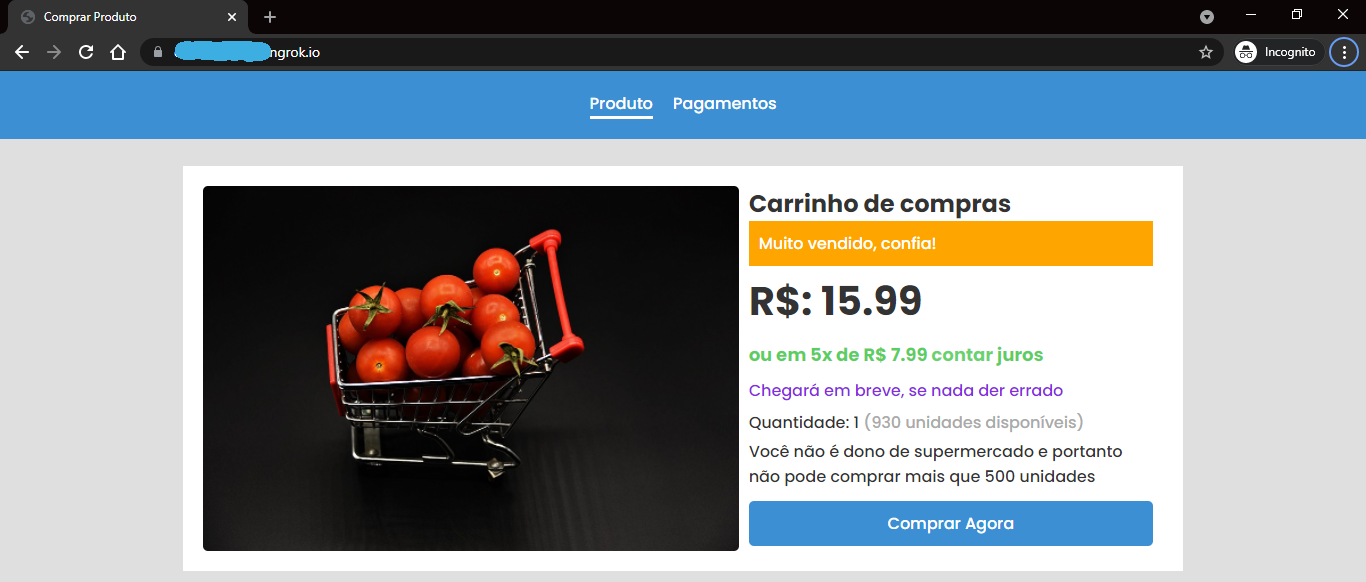 Comprar Produto
ngrok.io
Incognito
Produto Pagamentos
Carrinho de compras
Muito vendido, confia!
R$: 15.99
ou em 5x de R$ 7.99 contar juros
Chegará em breve, se nada der errado
Quantidade: 1 (930 unidades disponíveis)
Você não é dono de supermercado e portanto
não pode comprar mais que 500 unidades
Comprar Agora